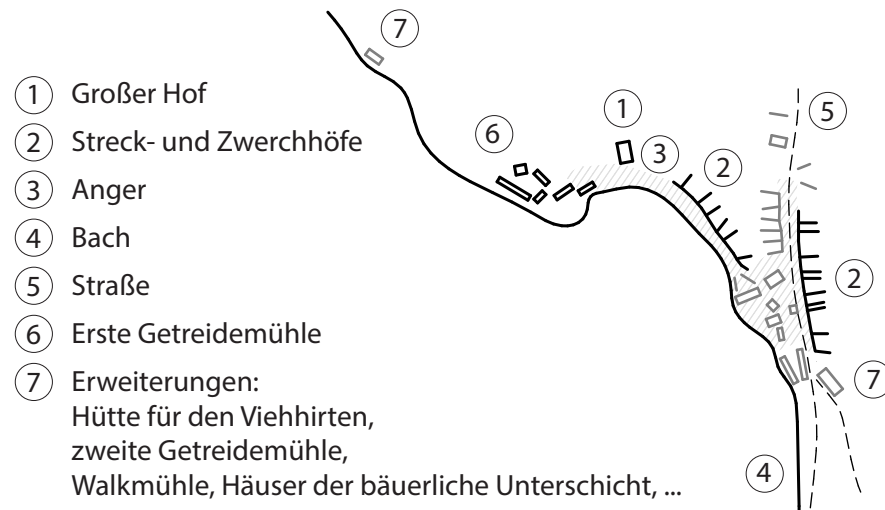 1 Großer Hof
2 Streck- und Zwerchhöfe
3 Anger
4 Bach
5 Straße
6 Erste Getreidemühle
7 Erweiterungen:
Hütte für den Viehhirten,
zweite Getreidemühle,
Walkmühle, Häuser der bäuerliche Unterschicht, ...
7
6
1
3
2
5
2
7
4